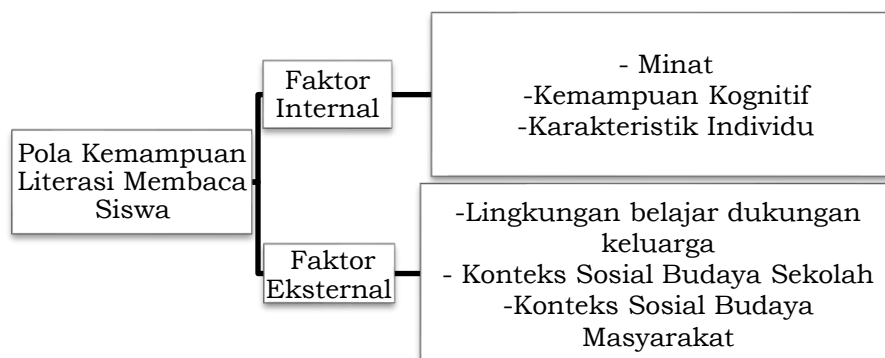 Pola Kemampuan
Literasi Membaca
Siswa
Faktor
Internal
- Minat
-Kemampuan Kognitif
-Karakteristik Individu
Faktor
Eksternal
-Lingkungan belajar dukungan
keluarga
- Konteks Sosial Budaya Sekolah
-Konteks Sosial Budaya
Masyarakat